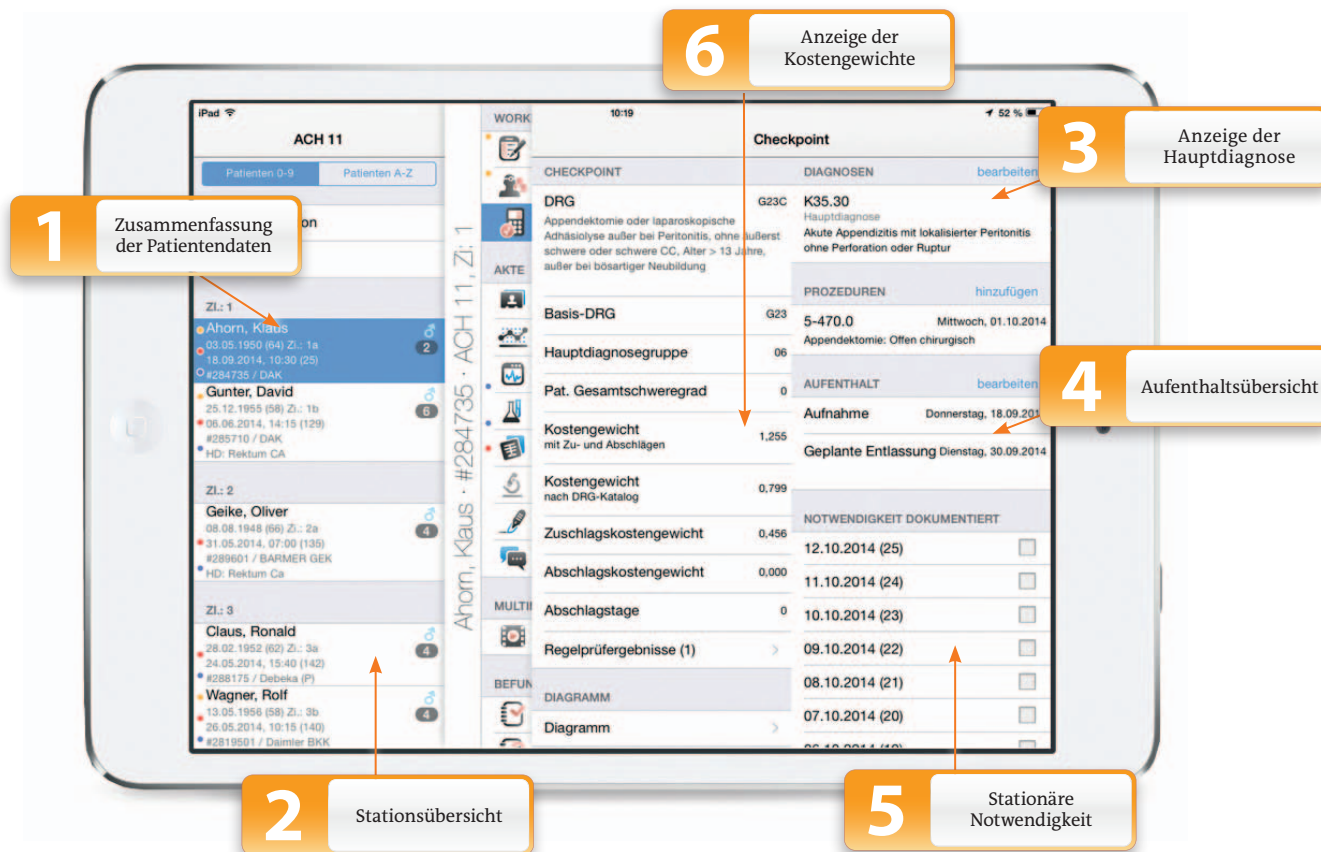 6
Anzeige der
Kostengewichte
3
Anzeige der
Hauptdiagnose
1
Zusammenfassung
der Patientendaten
4
Aufenthaltsübersicht
2
Stationsübersicht
5
Stationäre
Notwendigkeit
iPad
10:19
52 %
ACH 11
Patienten 0-9
Patienten A-Z
on
ZI.: 1
Ahorn, Klaus
03.05.1950 (64) Zi.: 1a
18.09.2014, 10:30 (25)
#284735 / DAK
2
Gunter, David
25.12.1955 (58) Zi.: 1b
06.06.2014, 14:15 (129)
#285710 / DAK
HD: Rektum CA
6
ZI.: 2
Geike, Oliver
08.08.1948 (66) Zi.: 2a
31.05.2014, 07:00 (135)
#289601 / BARMER GEK
HD: Rektum Ca
4
ZI.: 3
Claus, Ronald
28.02.1952 (62) Zi.: 3a
24.05.2014, 15:40 (142)
#288175 / Debeka (P)
4
Wagner, Rolf
13.05.1956 (58) Zi.: 3b
26.05.2014, 10:15 (140)
#2819501 / Daimler BKK
4
Ahorn, Klaus · #284735 · ACH 11, Zi: 1
WORK
AKTE
MULTI
BEFUN
Checkpoint
CHECKPOINT
DRG G23C
Appendektomie oder laparoskopische
Adhäsiolyse außer bei Peritonitis, ohne äußerst
schwere oder schwere CC, Alter > 13 Jahre,
außer bei bösartiger Neubildung
Basis-DRG G23
Hauptdiagnosegruppe 06
Pat. Gesamtschweregrad 0
Kostengewicht 1,255
mit Zu- und Abschlägen
Kostengewicht 0,799
nach DRG-Katalog
Zuschlagskostengewicht 0,456
Abschlagskostengewicht 0,000
Abschlagstage 0
Regelprüfergebnisse (1)
DIAGRAMM
Diagramm
DIAGNOSEN bearbeiten
K35.30
Hauptdiagnose
Akute Appendizitis mit lokalisierter Peritonitis
ohne Perforation oder Ruptur
PROZEDUREN hinzufügen
5-470.0 Mittwoch, 01.10.2014
Appendektomie: Offen chirurgisch
AUFENTHALT bearbeiten
Aufnahme Donnerstag, 18.09.201
Geplante Entlassung Dienstag, 30.09.2014
NOTWENDIGKEIT DOKUMENTIERT
12.10.2014 (25)
11.10.2014 (24)
10.10.2014 (23)
09.10.2014 (22)
08.10.2014 (21)
07.10.2014 (20)